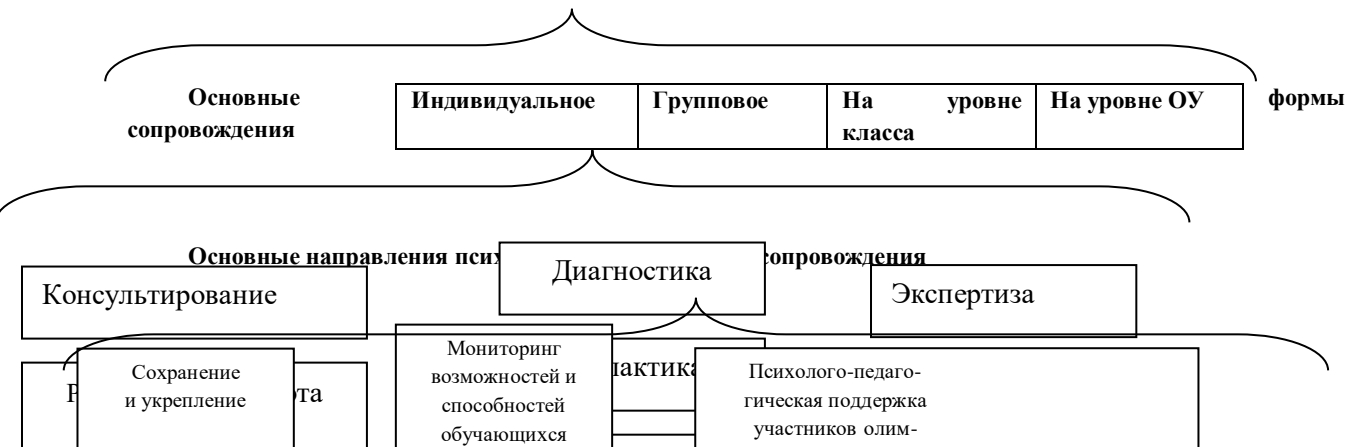 Основные Индивидуальное Групповое На уровне На уровне ОУ формы
сопровождения класса
Основные направления сопровождения
Диагностика
Консультирование Экспертиза
Мониторинг
возможностей и
способностей
обучающихся
Сохранение
и укрепление
Психолого-педаго-
гическая поддержка
участников олим-